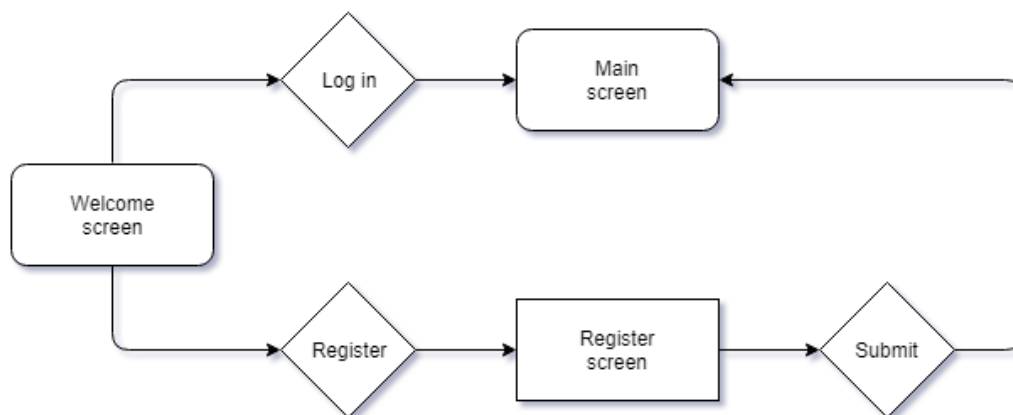 Log in
Main
screen
Welcome
screen
Register
Register
screen
Submit